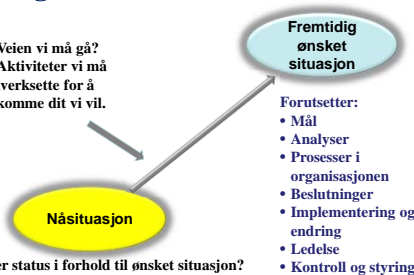 Fremtidig
ønsket
situasjon
Veien vi må gå?
Aktiviteter vi må
verksette for å
komme dit vi vil.
Forutsetter:
• Mål
• Analyser
• Prosesser i
organisasjonen
• Beslutninger
• Implementering og
endring
• Ledelse
• Kontroll og styring
Nåsituasjon
er status i forhold til ønsket situasjon?